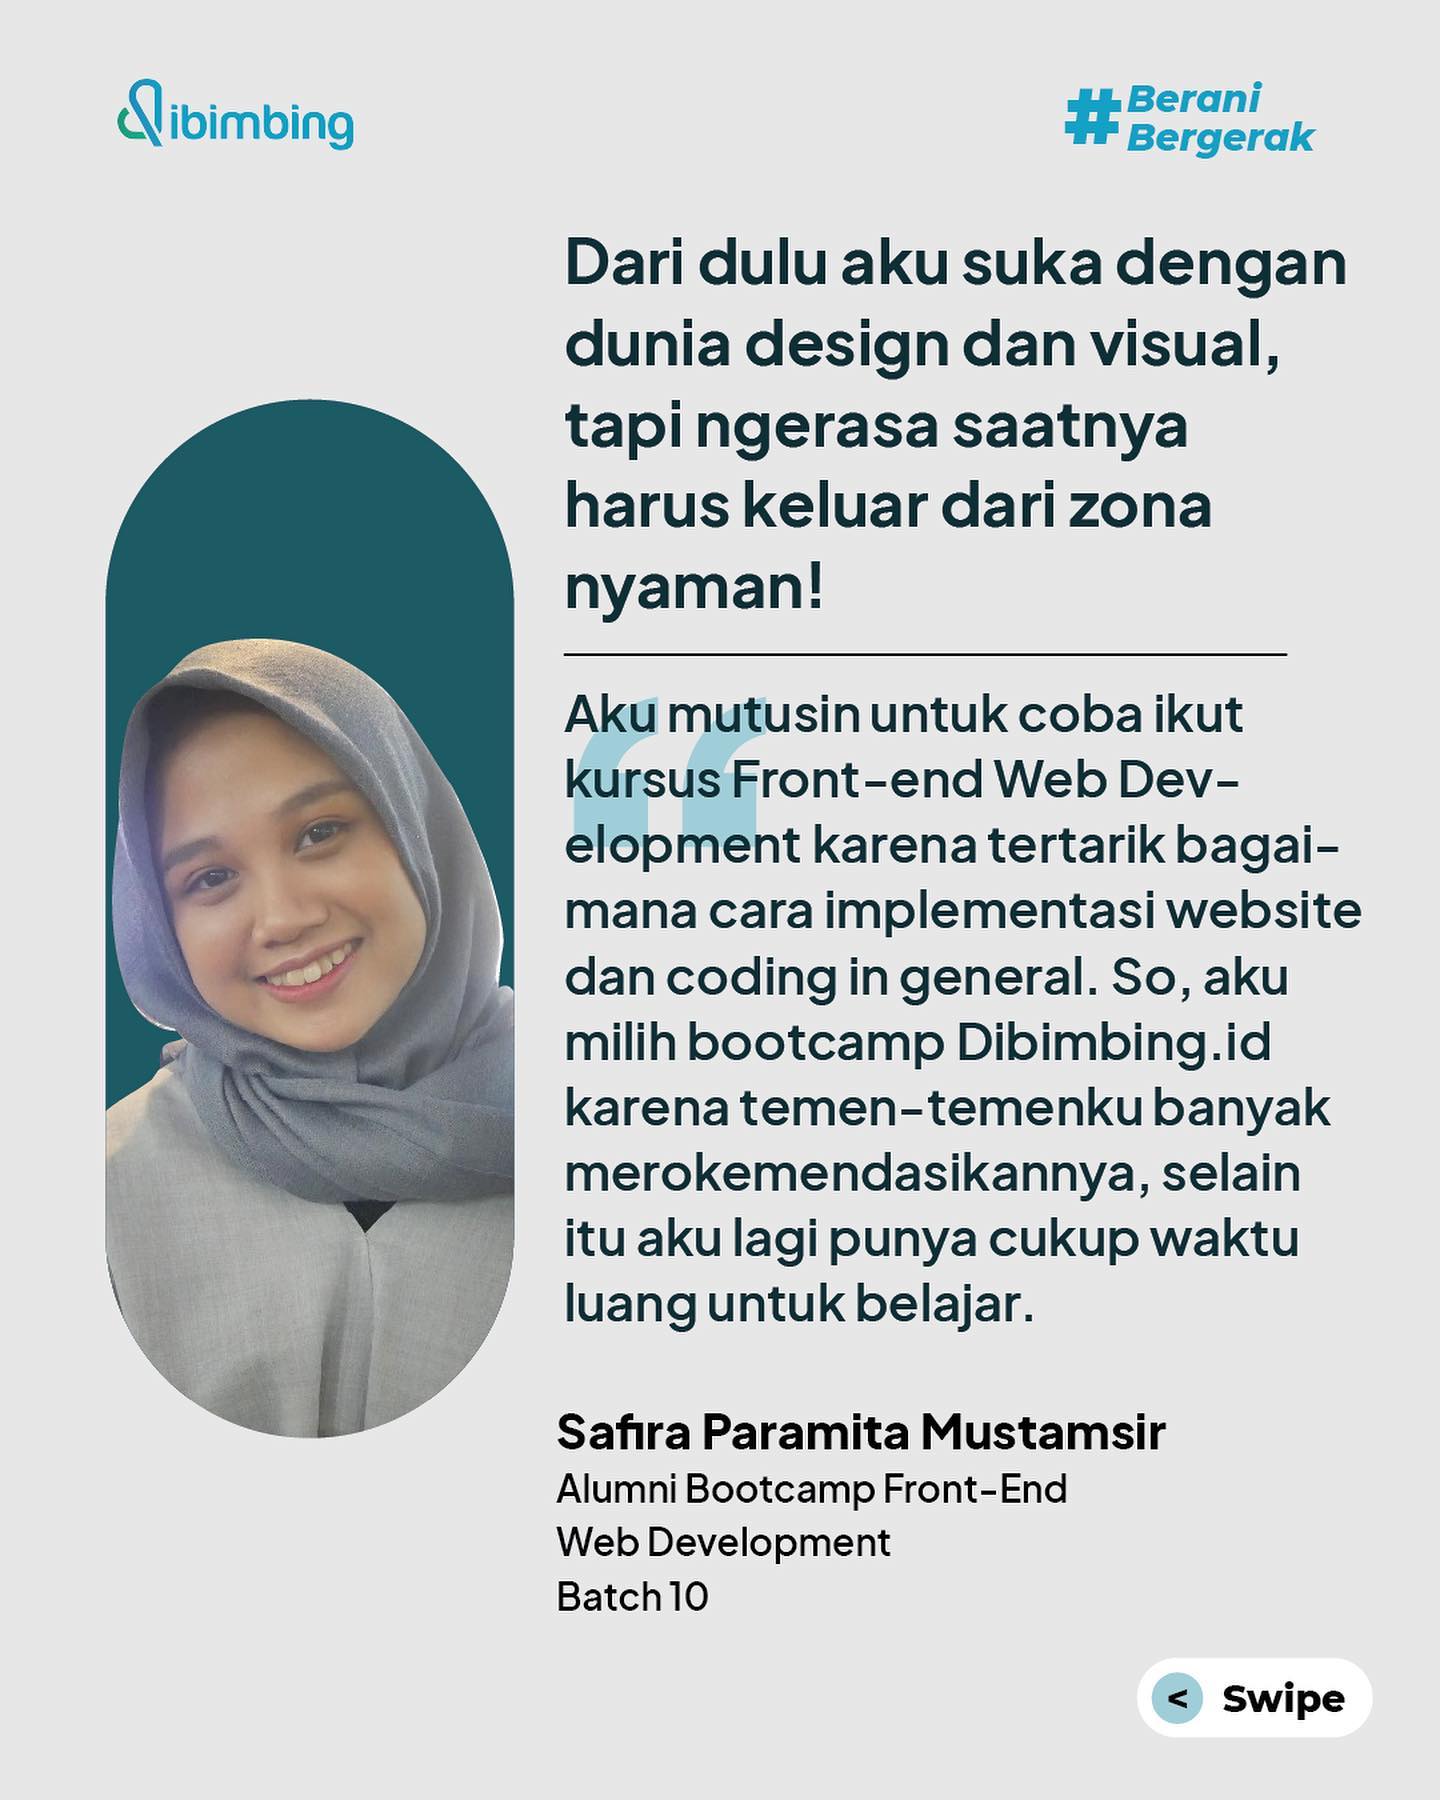 Dibimbing
#Berani
Bergerak
Dari dulu aku suka dengan
dunia design dan visual,
tapi ngerasa saatnya
harus keluar dari zona
nyaman!
Aku mutusin untuk coba ikut
kursus Front-end Web Dev-
elopment karena tertarik bagai-
mana cara implementasi website
dan coding in general. So, aku
milih bootcamp Dibimbing.id
karena temen-temenku banyak
merokemendasikannya, selain
itu aku lagi punya cukup waktu
luang untuk belajar.
Safira Paramita Mustamsir
Alumni Bootcamp Front-End
Web Development
Batch 10
< Swipe